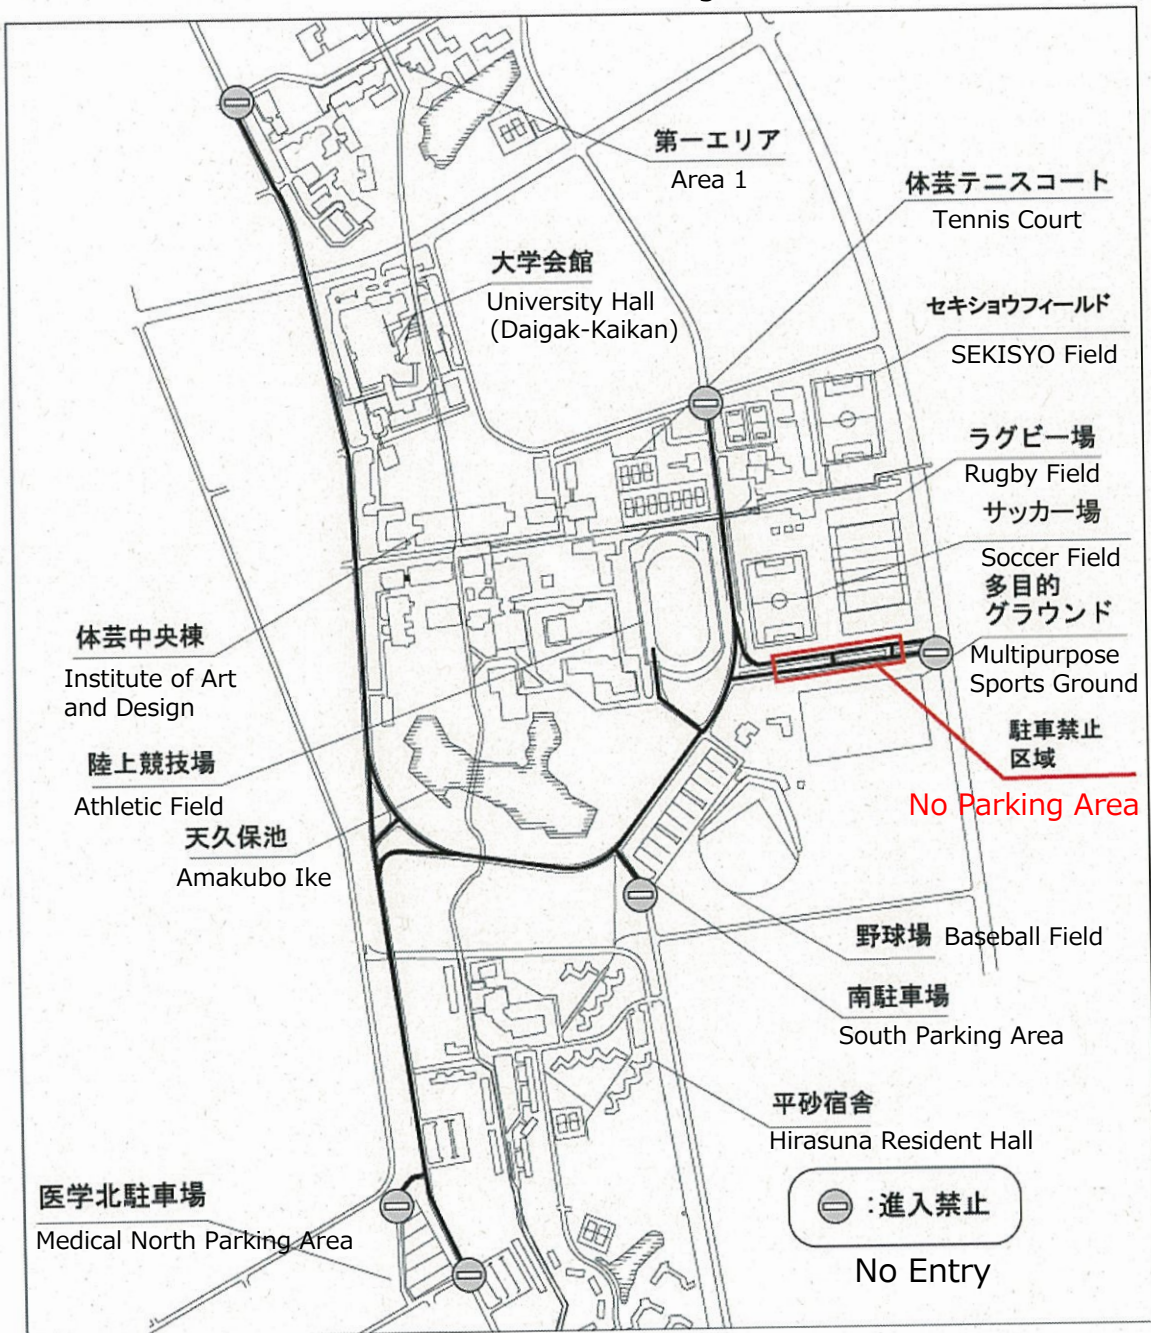 第一エリア
Area 1
体芸テニスコート
Tennis Court
大学会館
University Hall
(Daigak-Kaikan)
セキショウフィールド
SEKISYO Field
ラグビー場
Rugby Field
サッカー場
Soccer Field
多目的
グラウンド
Multipurpose
Sports Ground
体芸中央棟
Institute of Art
and Design
駐車禁止
区域
No Parking Area
陸上競技場
Athletic Field
天久保池
Amakubo Ike
野球場 Baseball Field
南駐車場
South Parking Area
平砂宿舎
Hirasuna Resident Hall
医学北駐車場
Medical North Parking Area
:進入禁止
No Entry